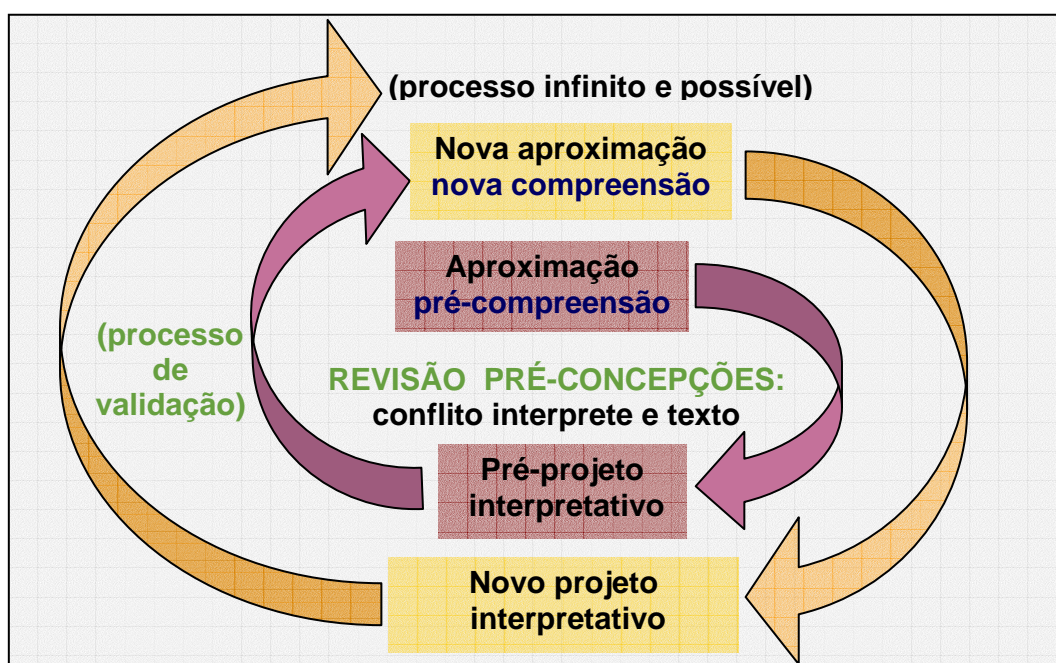 (processo infinito e possível)
Nova aproximação
nova compreensão
Aproximação
pré-compreensão
(processo
de
validação)
REVISÃO PRÉ-CONCEPÇÕES:
conflito interprete e texto
Pré-projeto
interpretativo
Novo projeto
interpretativo